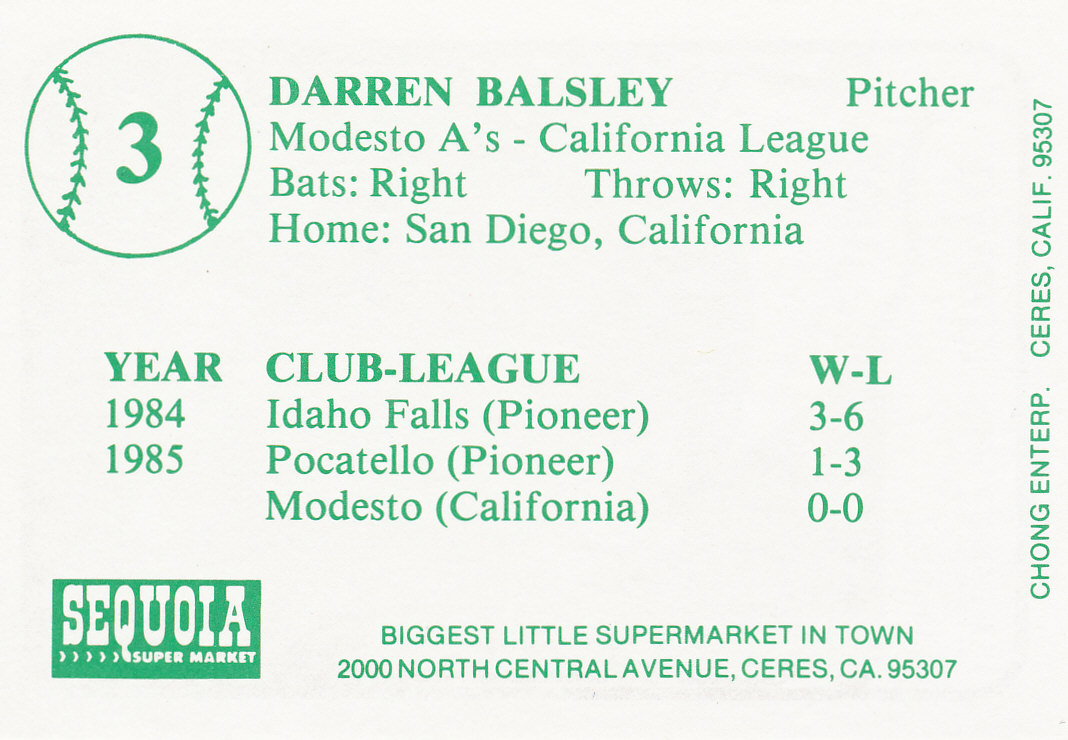 3
DARREN BALSLEY Pitcher
Modesto A's - California League
Bats: Right Throws: Right
Home: San Diego, California
YEAR CLUB-LEAGUE W-L
1984 Idaho Falls (Pioneer) 3-6
1985 Pocatello (Pioneer) 1-3
Modesto (California) 0-0
SEQUOIA
SUPER MARKET
BIGGEST LITTLE SUPERMARKET IN TOWN
2000 NORTH CENTRAL AVENUE, CERES, CA. 95307
CHONG ENTERP. CERES, CALIF. 95307